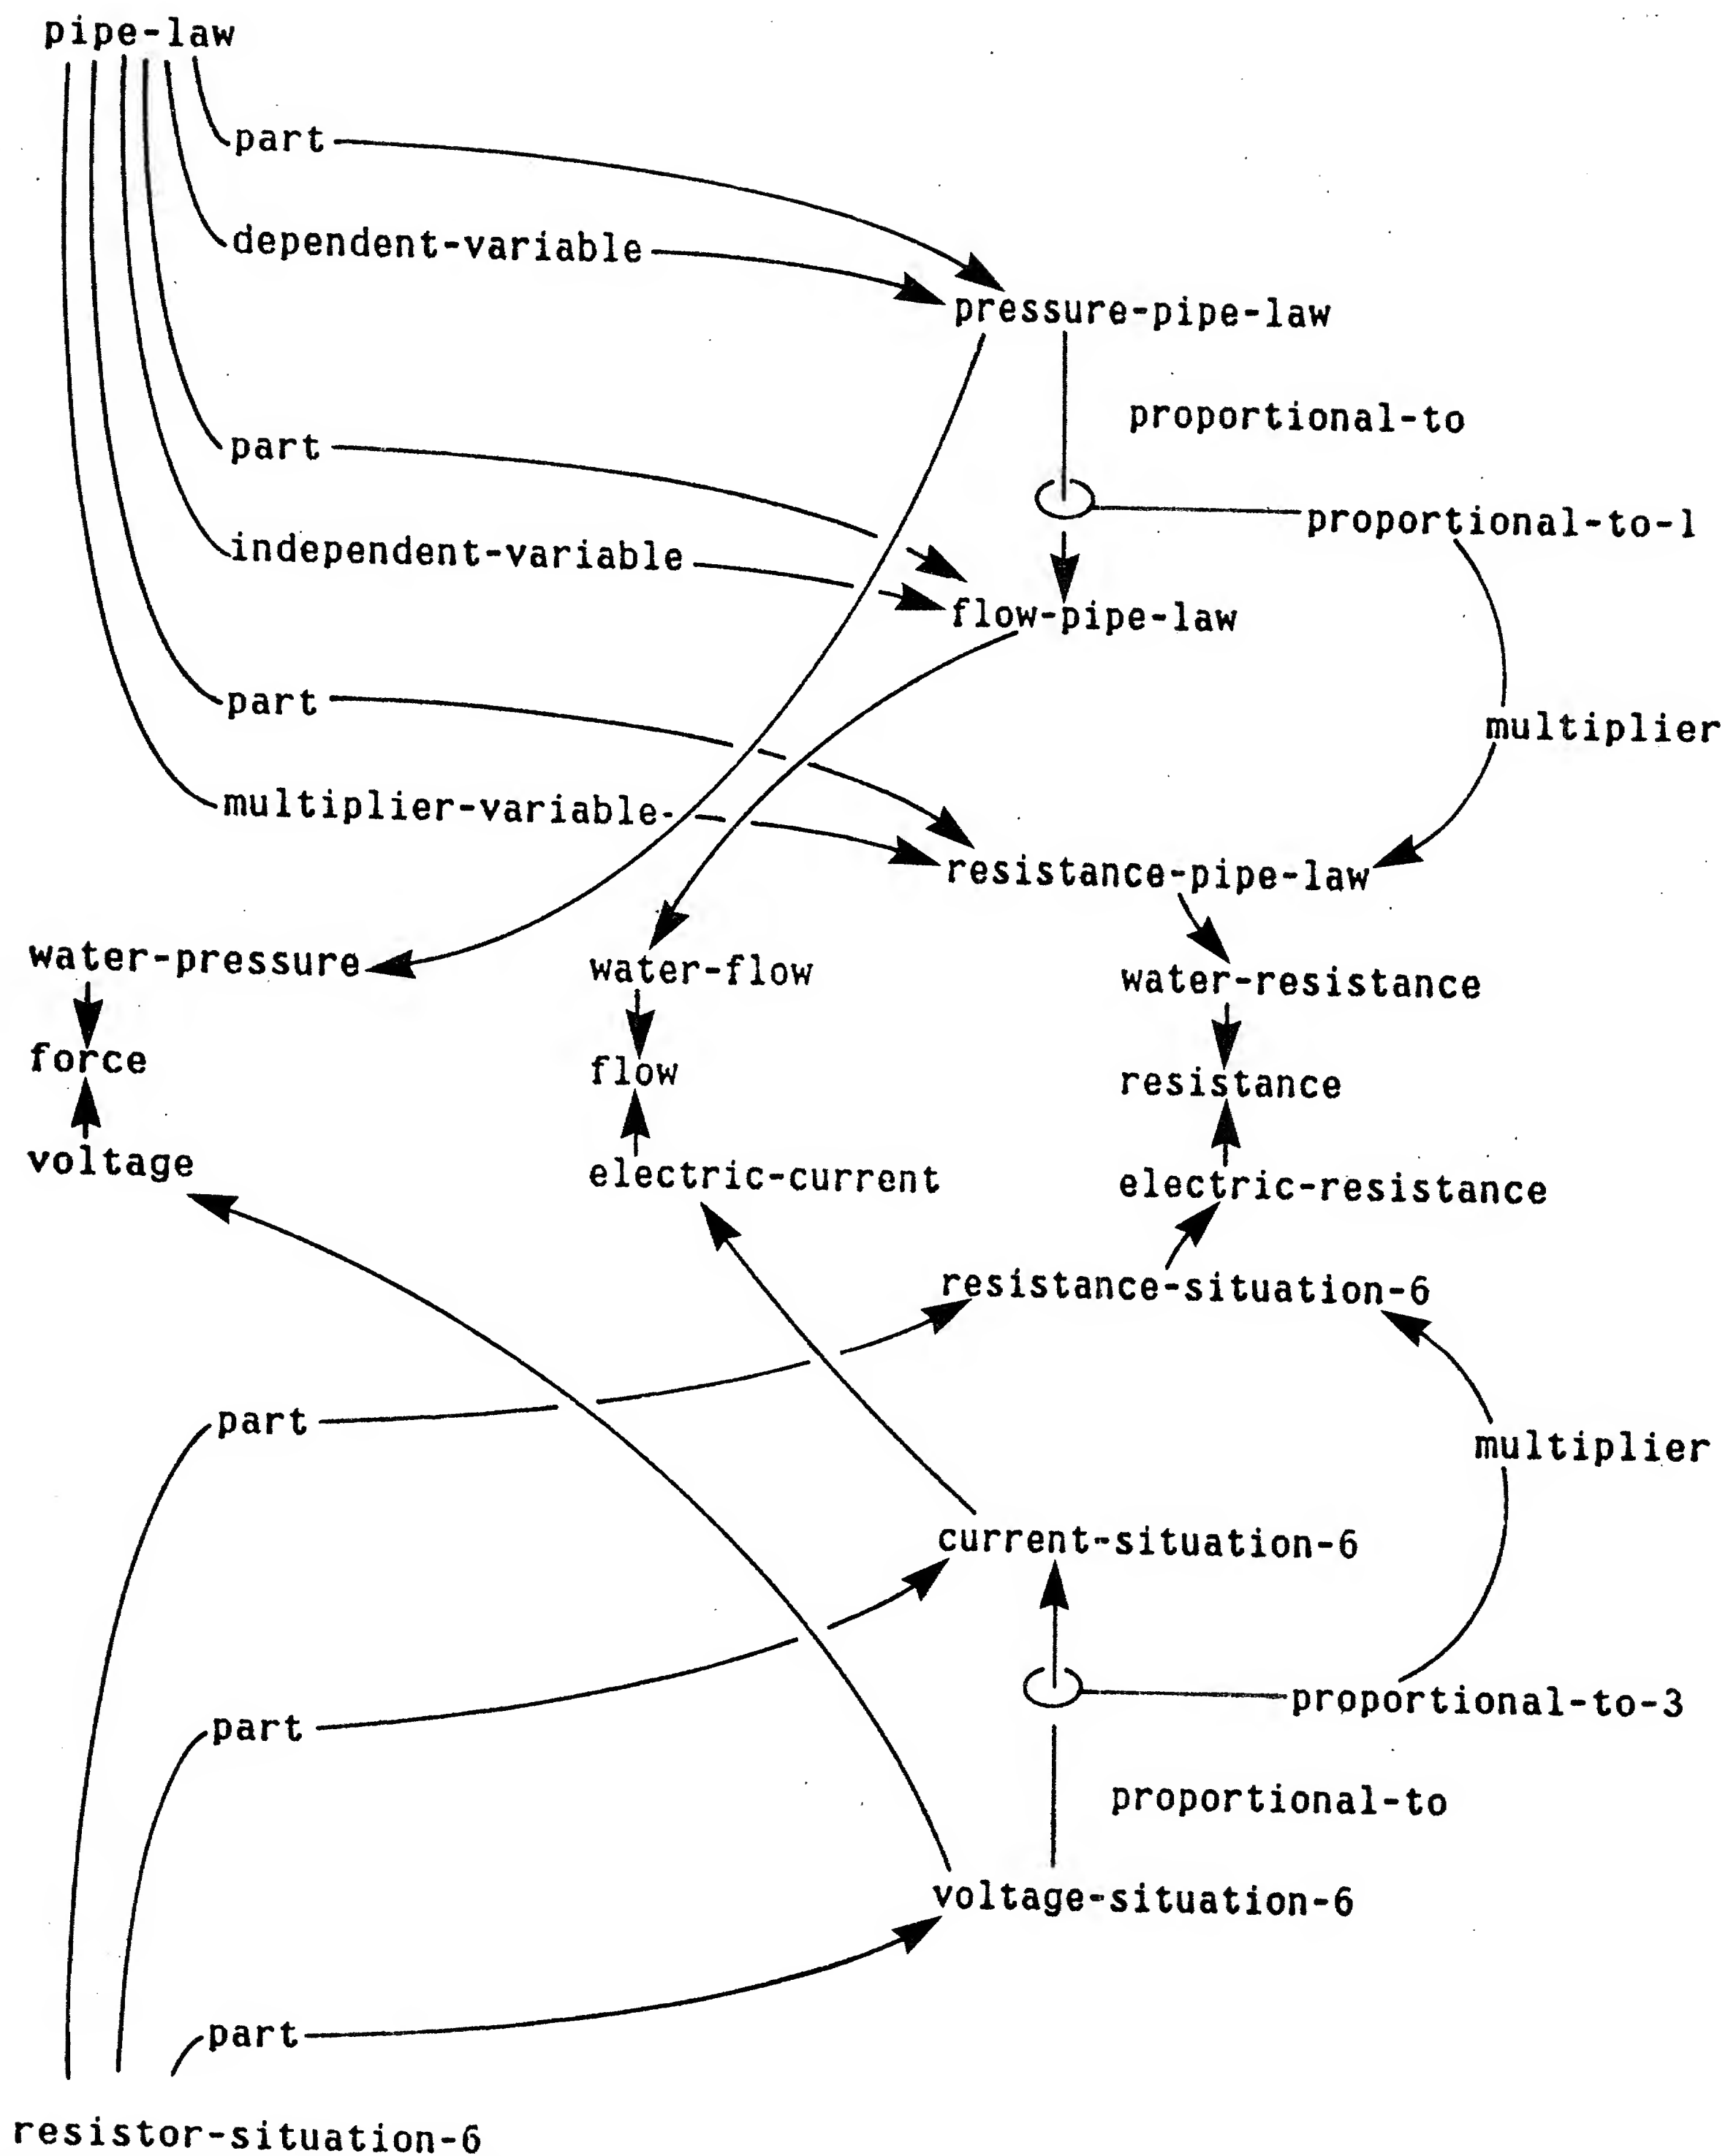 pipe-law
part
dependent-variable
pressure-pipe-law
proportional-to
part
proportional-to-1
independent-variable
flow-pipe-law
part
multiplier
multiplier-variable
resistance-pipe-law
water-pressure
water-flow
water-resistance
force
flow
resistance
voltage
electric-current
electric-resistance
resistance-situation-6
part
multiplier
current-situation-6
part
proportional-to-3
proportional-to
voltage-situation-6
part
resistor-situation-6